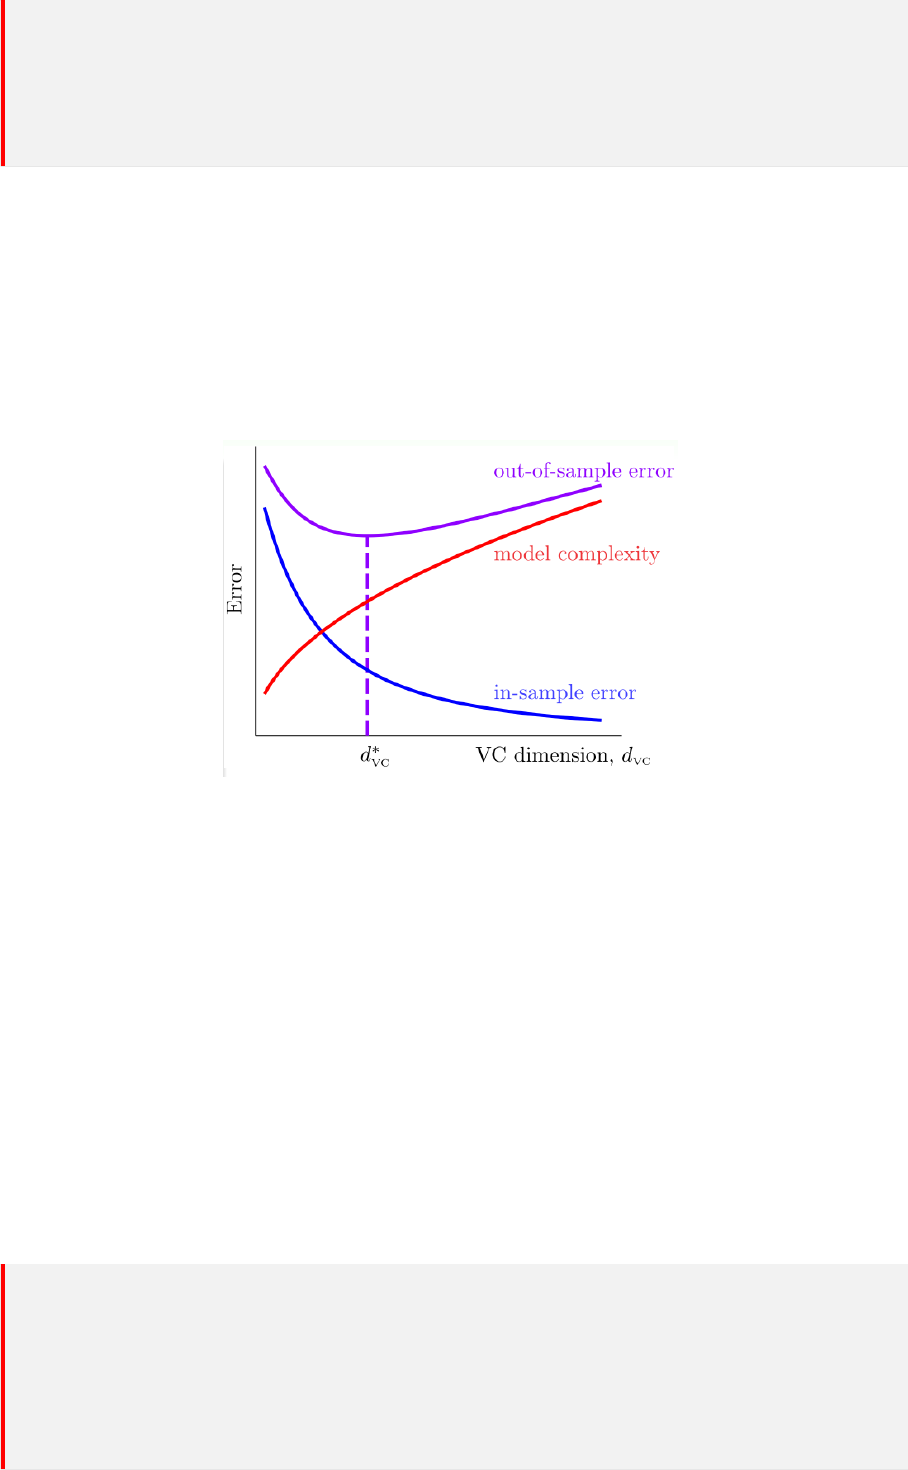 out-of-sample error
model complexity
Error
in-sample error
d*VC
VC dimension, dVC